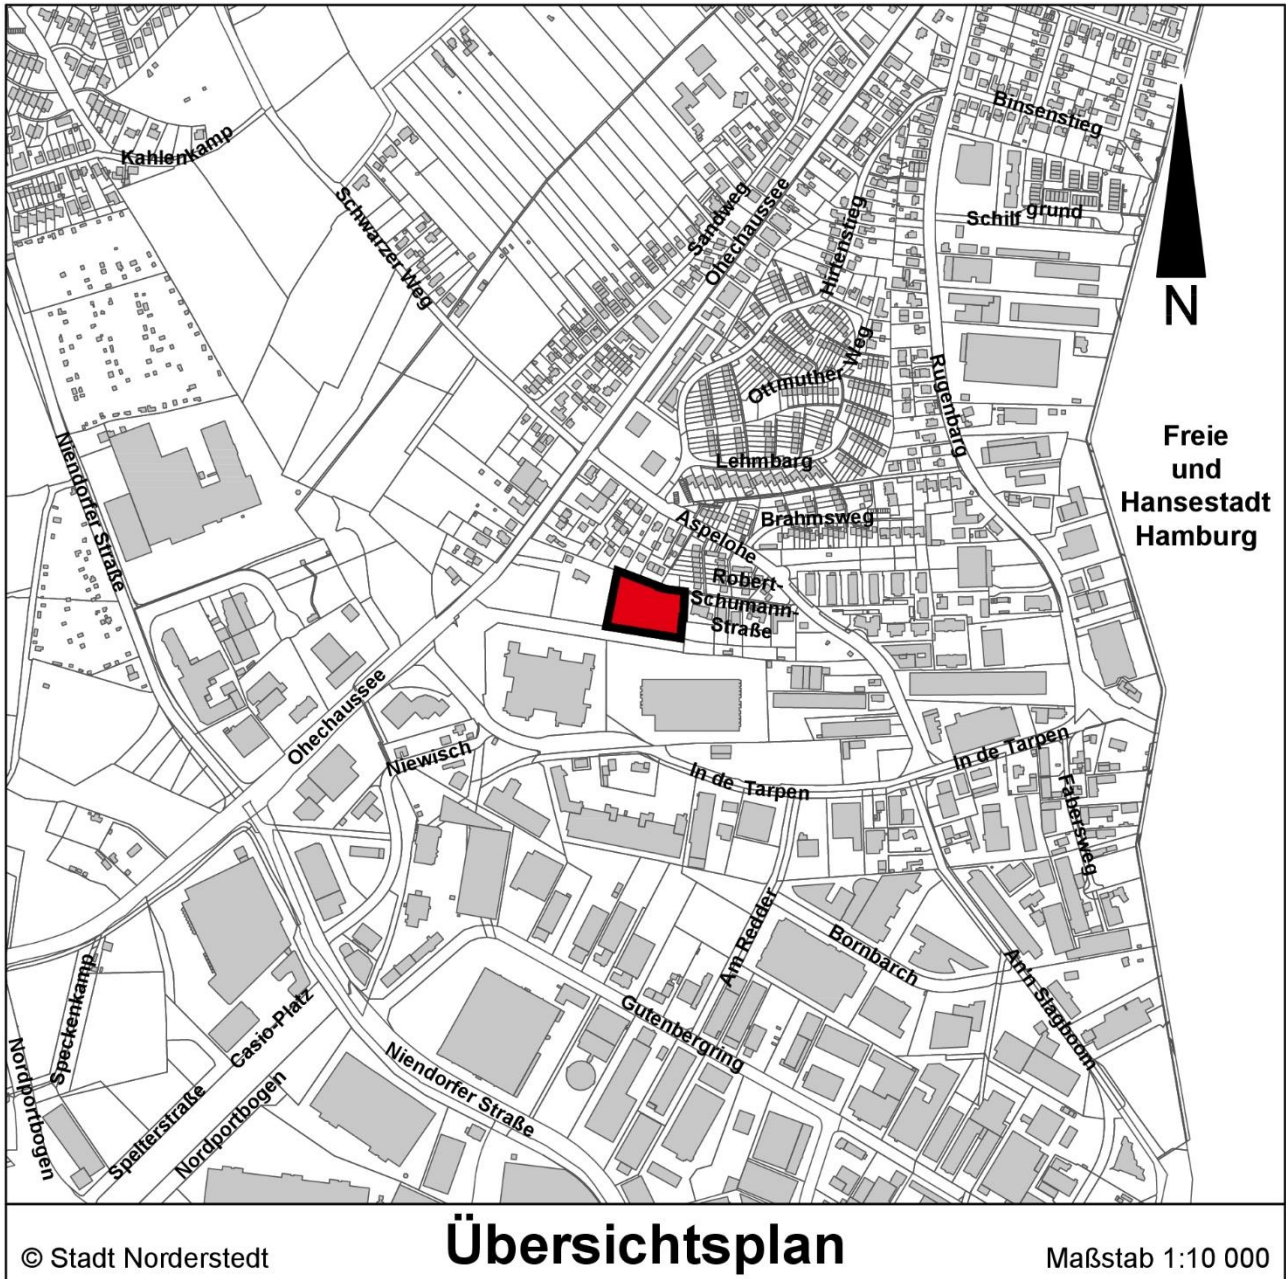 Binsenstieg
Kahlenkamp
Schwarzer Weg
Sandweg
Ohechaussee
Hirtenstieg
Schilfgrund
N
Ottmuther Weg
Rugenbarg
Niendorfer Straße
Freie
und
Hansestadt
Hamburg
Lehmbarg
Brahmsweg
Aspelohe
Robert-
Schumann-
Straße
Ohechaussee
Niewisch
In de Tarpen
In de Tarpen
Fabersweg
Am Redder
Bornbarch
An'n Slagboom
Speckenkamp
Casio-Platz
Gutenbergring
Nordportbogen
Niendorfer Straße
Spelterstraße
Nordportbogen
© Stadt Norderstedt
Übersichtsplan
Maßstab 1:10 000